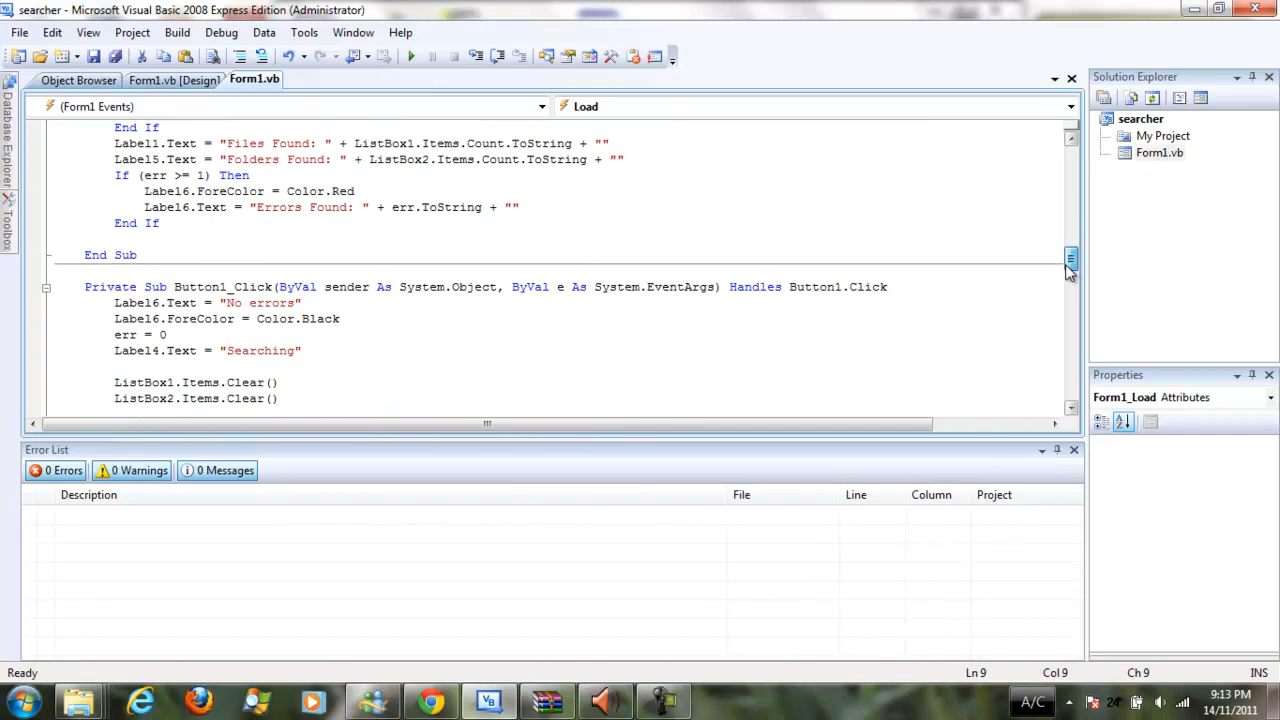 searcher - Microsoft Visual Basic 2008 Express Edition (Administrator)
File Edit View Project Build Debug Data Tools Window Help
Object Browser Form1.vb [Design] Form1.vb
Solution Explorer
(Form1 Events) Load
searcher
My Project
Form1.vb
Database Explorer
Toolbox
End If
Label1.Text = "Files Found: " + ListBox1.Items.Count.ToString + ""
Label5.Text = "Folders Found: " + ListBox2.Items.Count.ToString + ""
If (err >= 1) Then
Label6.ForeColor = Color.Red
Label6.Text = "Errors Found: " + err.ToString + ""
End If
End Sub
Private Sub Button1_Click(ByVal sender As System.Object, ByVal e As System.EventArgs) Handles Button1.Click
Label6.Text = "No errors"
Label6.ForeColor = Color.Black
err = 0
Label4.Text = "Searching"
ListBox1.Items.Clear()
ListBox2.Items.Clear()
Properties
Form1_Load Attributes
Error List
0 Errors 0 Warnings 0 Messages
Description File Line Column Project
Ready Ln 9 Col 9 Ch 9 INS
A/C 24° 9:13 PM
14/11/2011